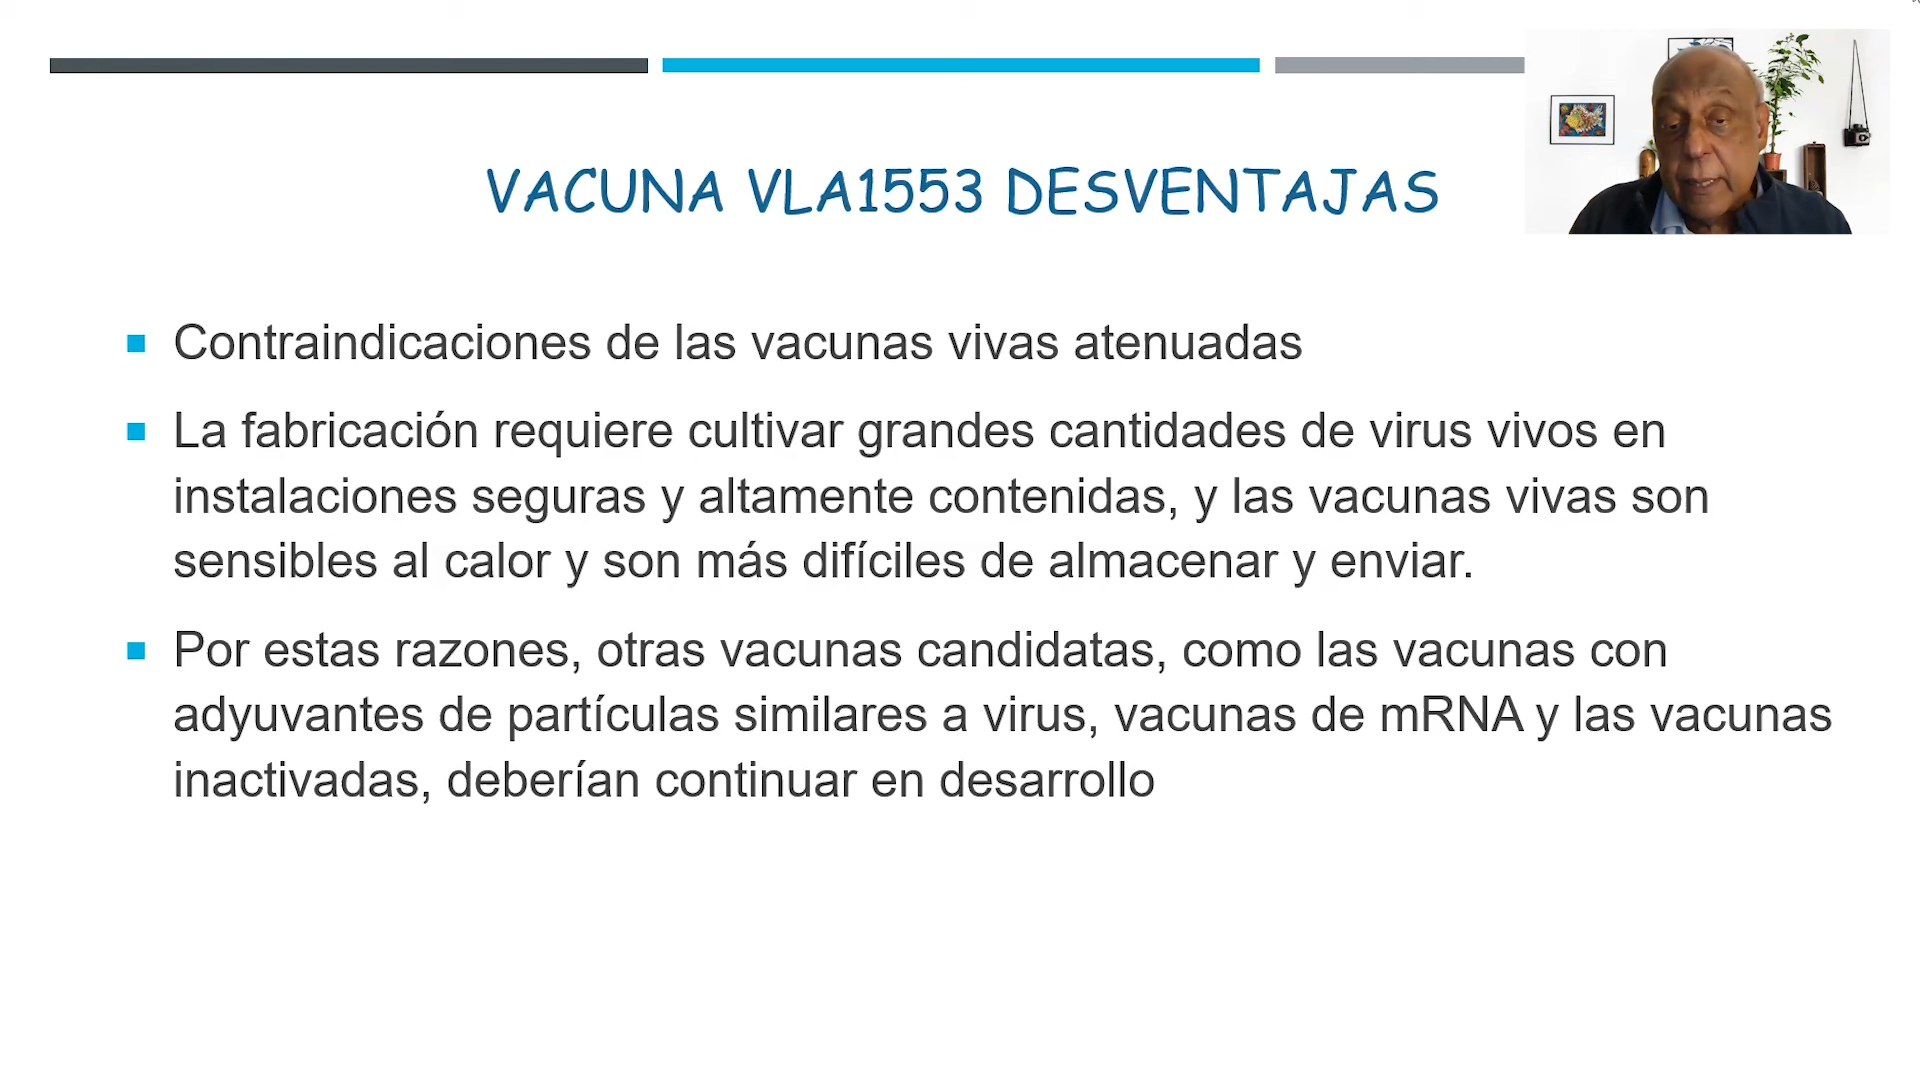 VACUNA VLA1553 DESVENTAJAS
Contraindicaciones de las vacunas vivas atenuadas
La fabricación requiere cultivar grandes cantidades de virus vivos en
instalaciones seguras y altamente contenidas, y las vacunas vivas son
sensibles al calor y son más difíciles de almacenar y enviar.
Por estas razones, otras vacunas candidatas, como las vacunas con
adyuvantes de partículas similares a virus, vacunas de mRNA y las vacunas
inactivadas, deberían continuar en desarrollo